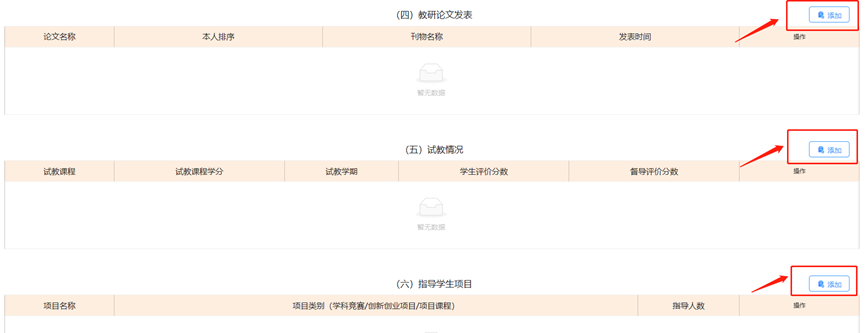 （四）教研论文发表
添加
论文名称 本人排序 刊物名称 发表时间 操作
暂无数据
（五）试教情况
添加
试教课程 试教课程学分 试教学期 学生评价分数 督导评价分数 操作
暂无数据
（六）指导学生项目
添加
项目名称 项目类别（学科竞赛/创新创业项目/项目课程） 指导人数 操作